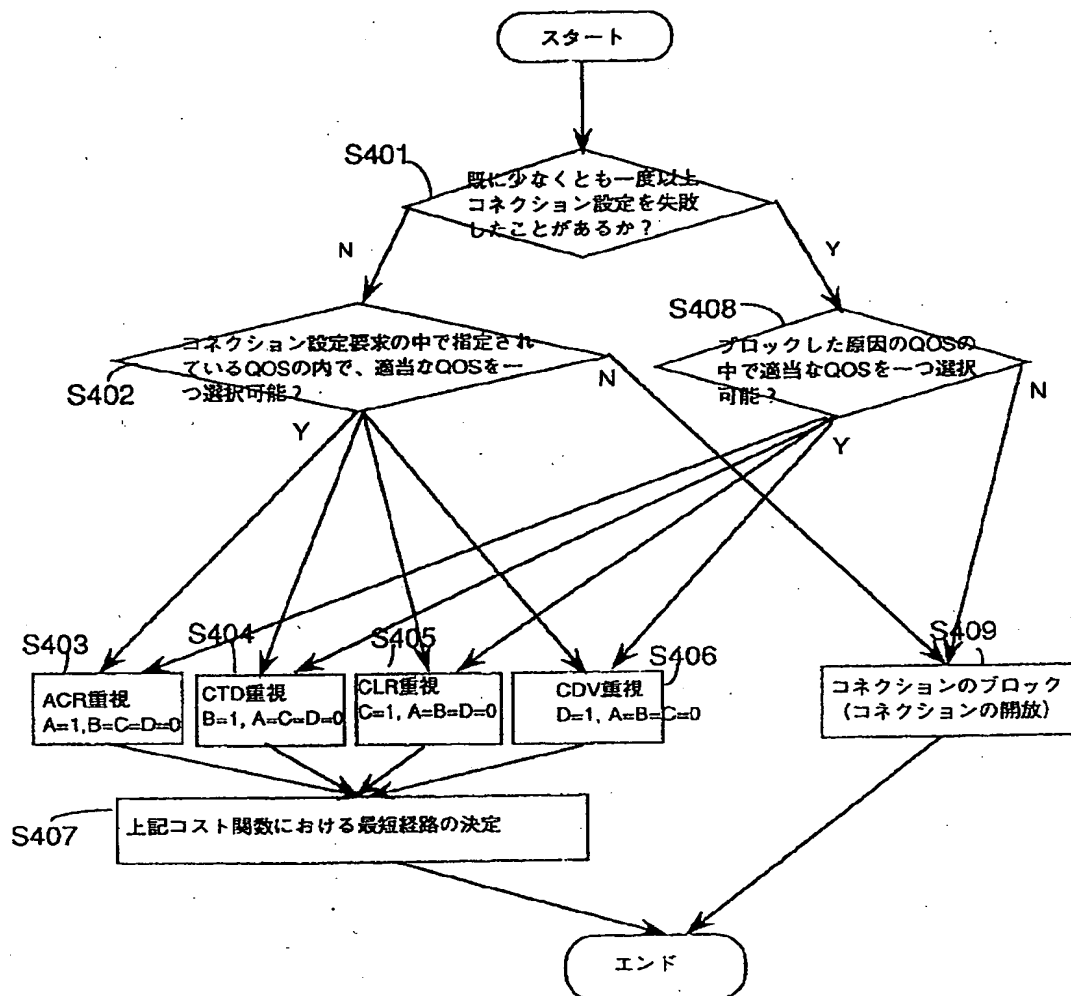 スタート
S401
既に少なくとも一度以上
コネクション設定を失敗
したことがあるか？
N
Y
S408
コネクション設定要求の中で指定され
ているQOSの内で、適当なQOSを一
つ選択可能？
S402
N
Y
ブロックした原因のQOSの
中で適当なQOSを一つ選択
可能？
N
Y
S403
ACR重視
A=1,B=C=D=0
S404
CTD重視
B=1, A=C=D=0
S405
CLR重視
C=1, A=B=D=0
S406
CDV重視
D=1, A=B=C=0
S409
コネクションのブロック
(コネクションの開放)
S407
上記コスト関数における最短経路の決定
エンド